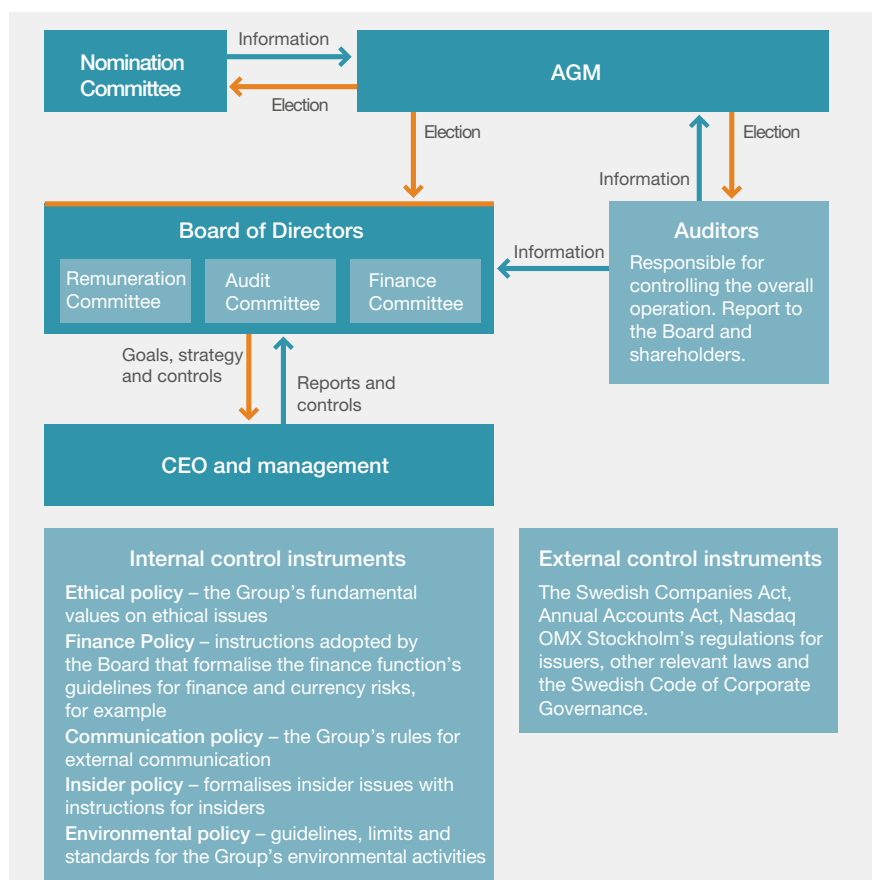 Nomination
Committee
Information
Election
AGM
Election
Election
Information
Board of Directors
Remuneration
Committee
Audit
Committee
Finance
Committee
Information
Auditors
Responsible for
controlling the overall
operation. Report to
the Board and
shareholders.
Goals, strategy
and controls
Reports and
controls
CEO and management
Internal control instruments
Ethical policy – the Group's fundamental
values on ethical issues
Finance Policy – instructions adopted by
the Board that formalise the finance function's
guidelines for finance and currency risks,
for example
Communication policy – the Group's rules for
external communication
Insider policy – formalises insider issues with
instructions for insiders
Environmental policy – guidelines, limits and
standards for the Group's environmental activities
External control instruments
The Swedish Companies Act,
Annual Accounts Act, Nasdaq
OMX Stockholm's regulations for
issuers, other relevant laws and
the Swedish Code of Corporate
Governance.